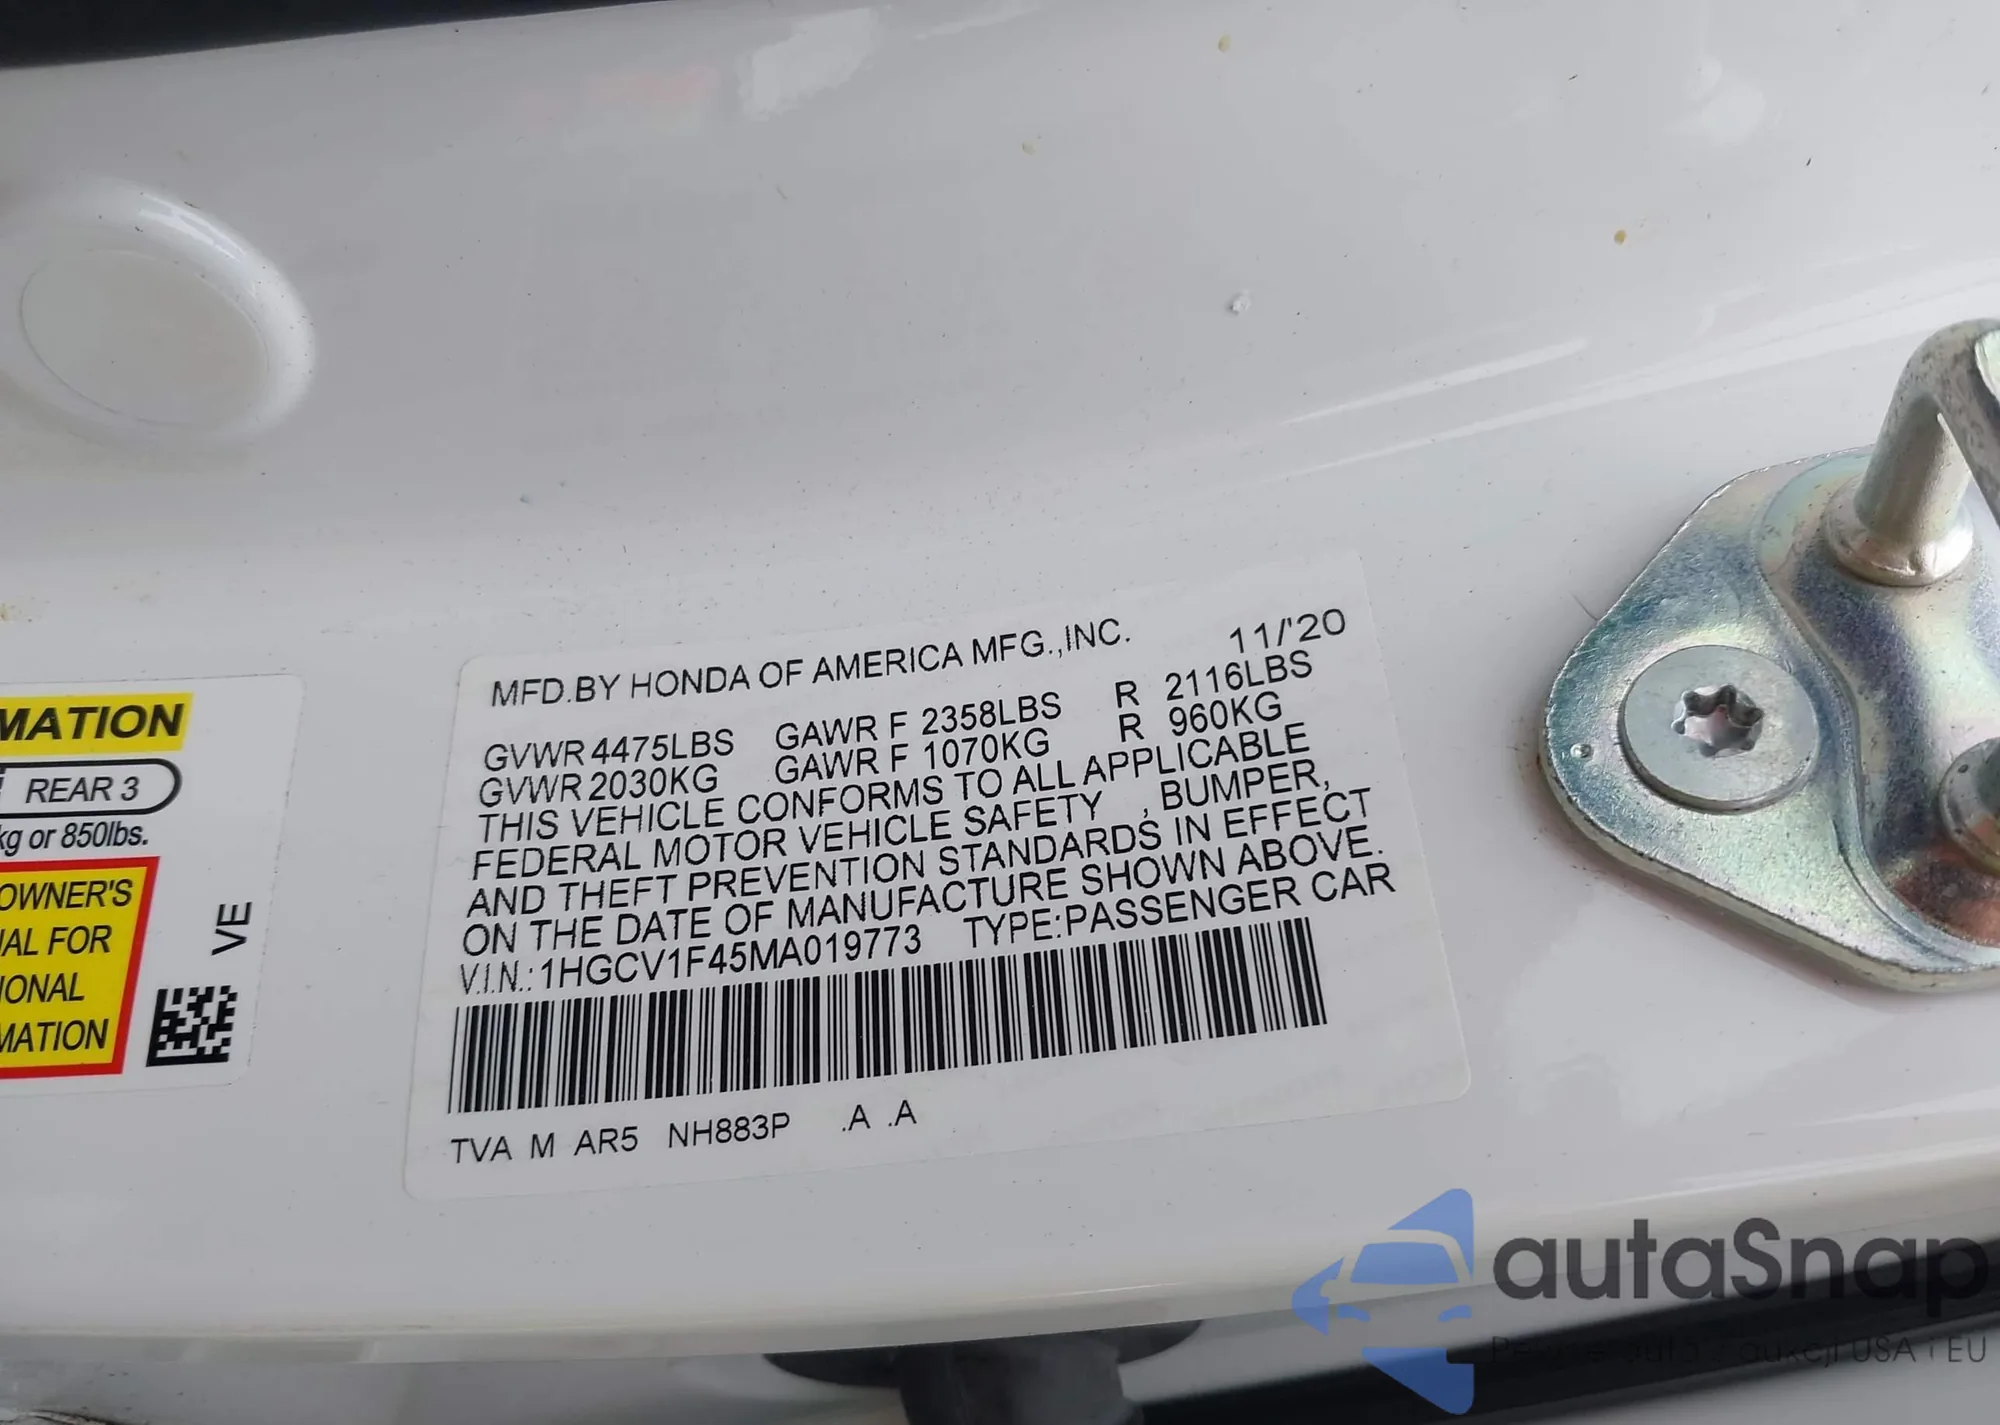 MATION
REAR 3
kg or 850lbs.
OWNER'S
AL FOR
IONAL
MATION
VE
MFD.BY HONDA OF AMERICA MFG.,INC. 11/'20
GVWR 4475LBS GAWR F 2358LBS R 2116LBS
GVWR 2030KG GAWR F 1070KG R 960KG
THIS VEHICLE CONFORMS TO ALL APPLICABLE
FEDERAL MOTOR VEHICLE SAFETY , BUMPER,
AND THEFT PREVENTION STANDARDS IN EFFECT
ON THE DATE OF MANUFACTURE SHOWN ABOVE.
V.I.N.: 1HGCV1F45MA019773 TYPE:PASSENGER CAR
TVA M AR5 NH883P .A .A
autaSnap
aukcji USA i EU